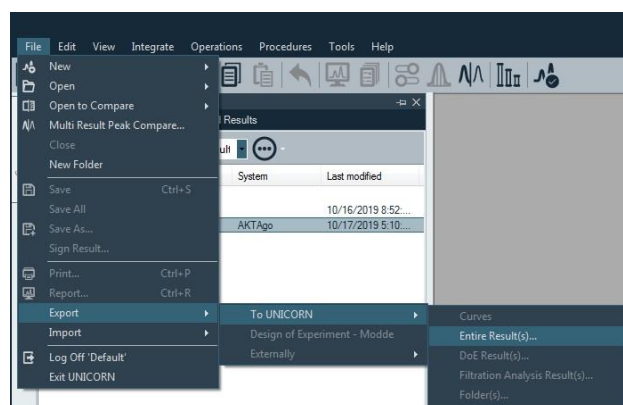 File Edit View Integrate Operations Procedures Tools Help
New
Open
Open to Compare
Multi Result Peak Compare...
Close
New Folder
Save Ctrl+S
Save All
Save As...
Sign Result...
Print... Ctrl+P
Report... Ctrl+R
Export
Import
Log Off 'Default'
Exit UNICORN
Results
System Last modified
10/16/2019 8:52:...
AKTAgo 10/17/2019 5:10:...
To UNICORN
Design of Experiment - Modde
Externally
Curves
Entire Result(s)...
DoE Result(s)...
Filtration Analysis Result(s)...
Folder(s)...